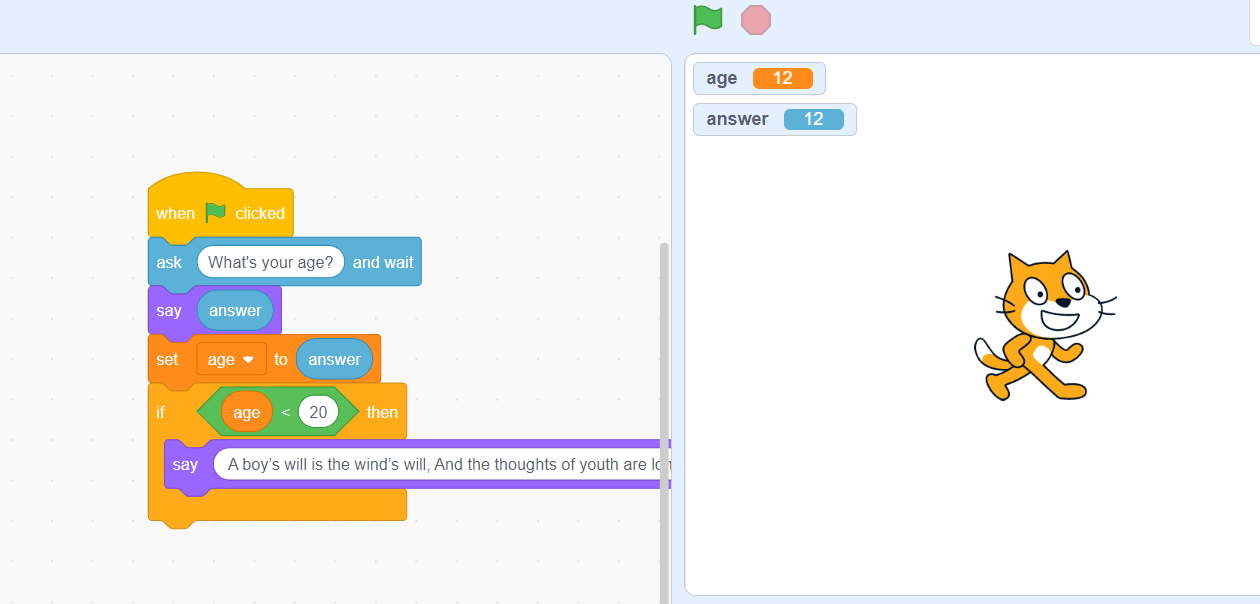 age 12
answer 12
when clicked
ask What's your age? and wait
say answer
set age to answer
if age < 20 then
say A boy’s will is the wind’s will, And the thoughts of youth are